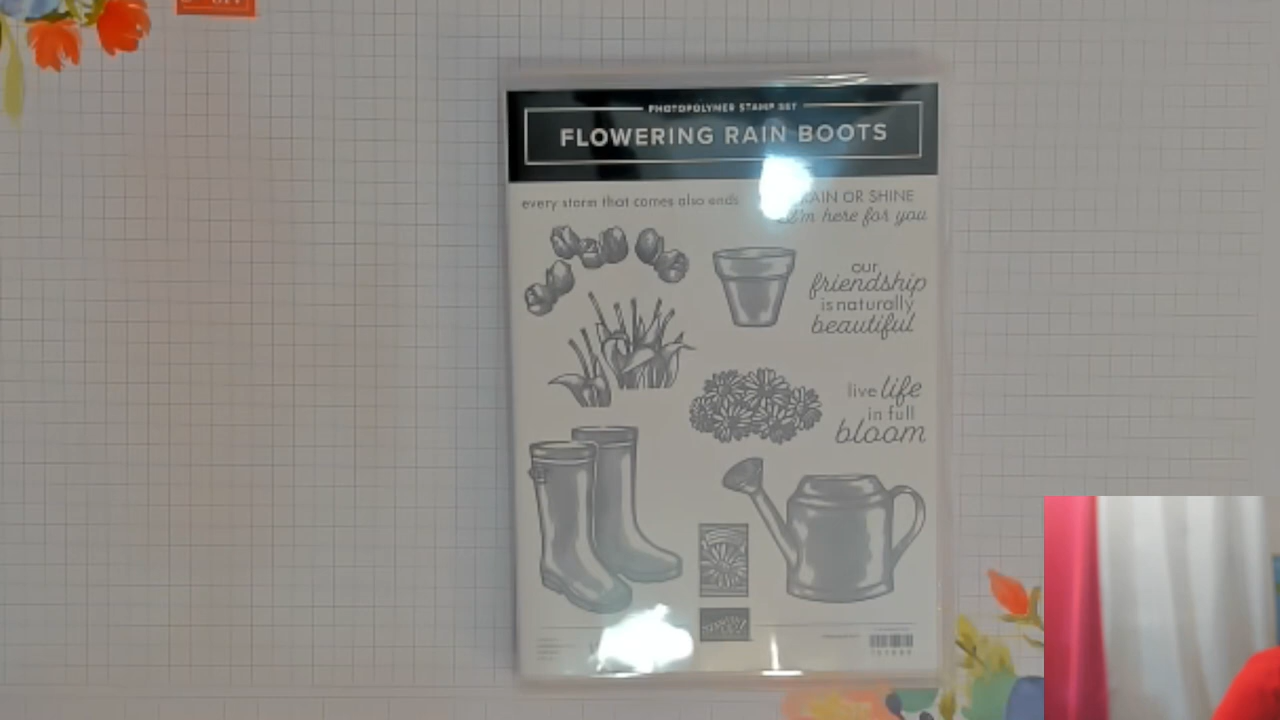 PHOTOPOLYMER STAMP SET
FLOWERING RAIN BOOTS
every storm that comes also ends
RAIN OR SHINE
I'm here for you
our
friendship
is naturally
beautiful
live life
in full
bloom